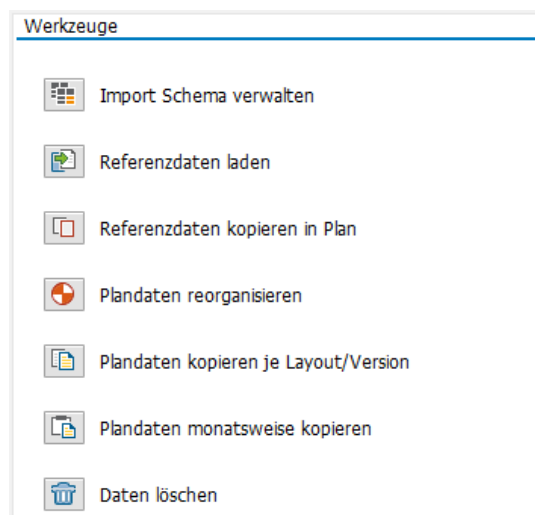 Werkzeuge
Import Schema verwalten
Referenzdaten laden
Referenzdaten kopieren in Plan
Plandaten reorganisieren
Plandaten kopieren je Layout/Version
Plandaten monatsweise kopieren
Daten löschen